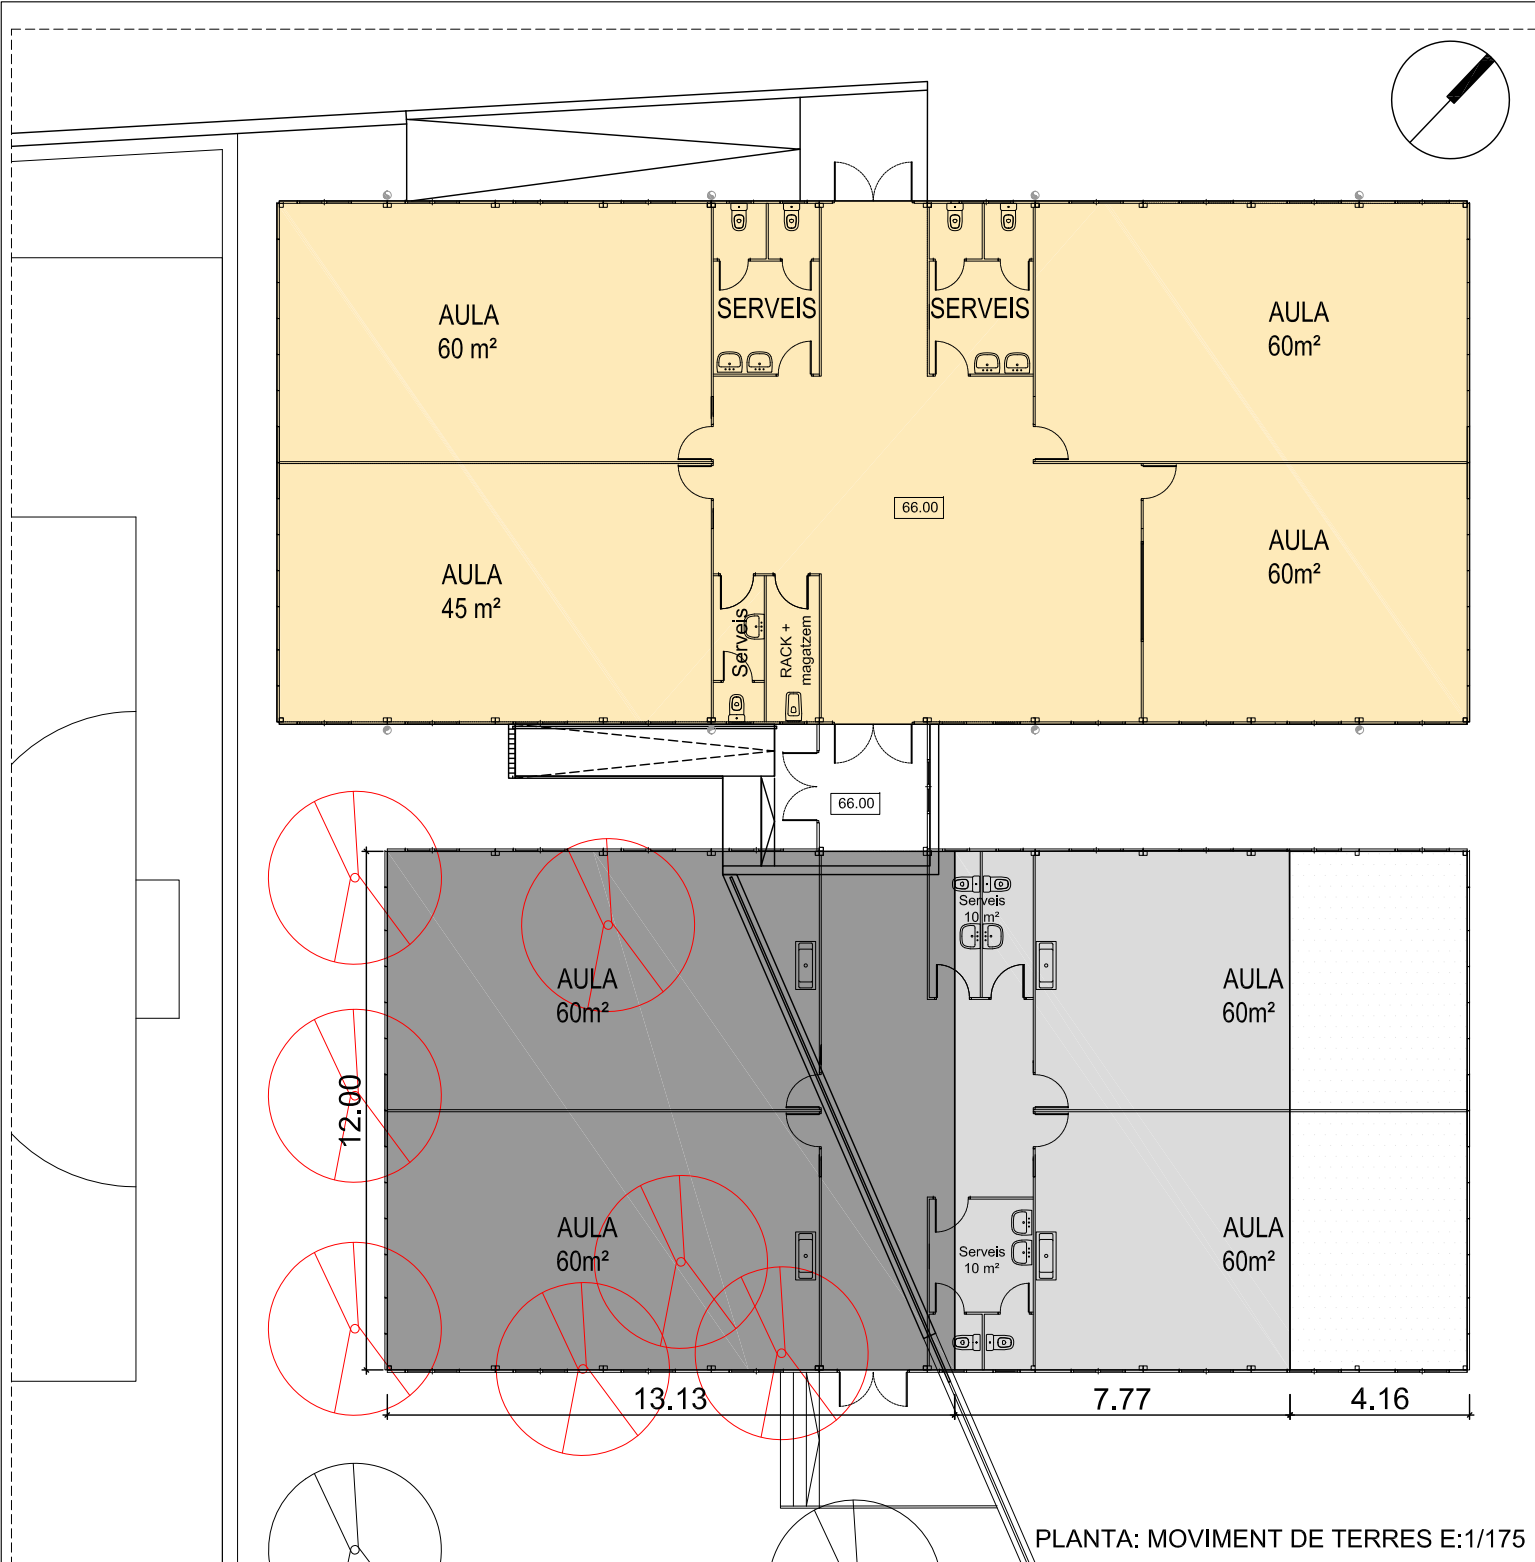 SERVEIS
SERVEIS
AULA
60 m²
AULA
60m²
66.00
AULA
60m²
AULA
45 m²
Serveis
RACK +
magatzem
66.00
Serveis
10 m²
AULA
60m²
AULA
60m²
12.00
AULA
60m²
Serveis
10 m²
AULA
60m²
13.13
7.77
4.16
PLANTA: MOVIMENT DE TERRES E:1/175